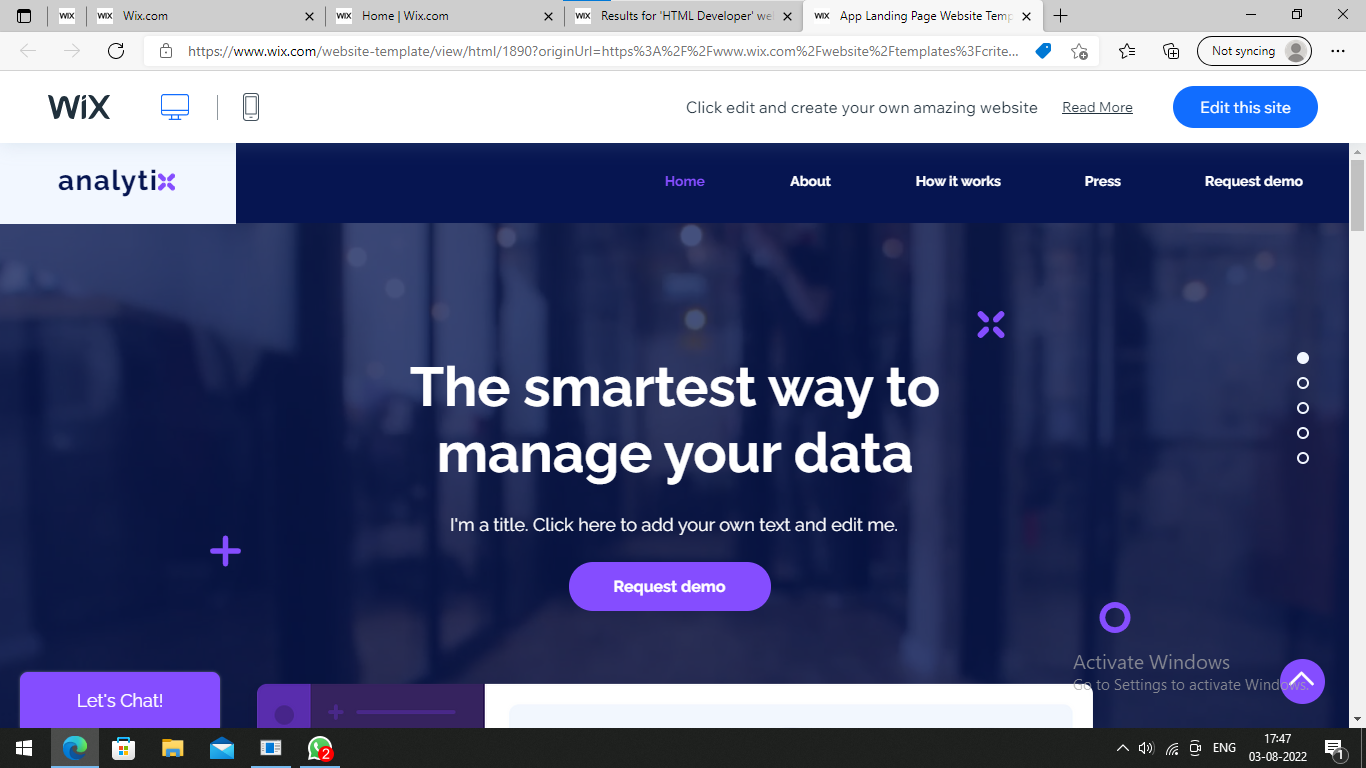 WiX
WiX Wix.com
WiX Home | Wix.com
WiX Results for 'HTML Developer' we
WiX App Landing Page Website Temp
https://www.wix.com/website-template/view/html/1890?originUrl=https%3A%2F%2Fwww.wix.com%2Fwebsite%2Ftemplates%3Fcrite...
Not syncing
WiX
Click edit and create your own amazing website
Read More
Edit this site
analytix
Home
About
How it works
Press
Request demo
The smartest way to
manage your data
I'm a title. Click here to add your own text and edit me.
Request demo
Activate Windows
Go to Settings to activate Windows.
Let's Chat!
2
ENG
17:47
03-08-2022
1